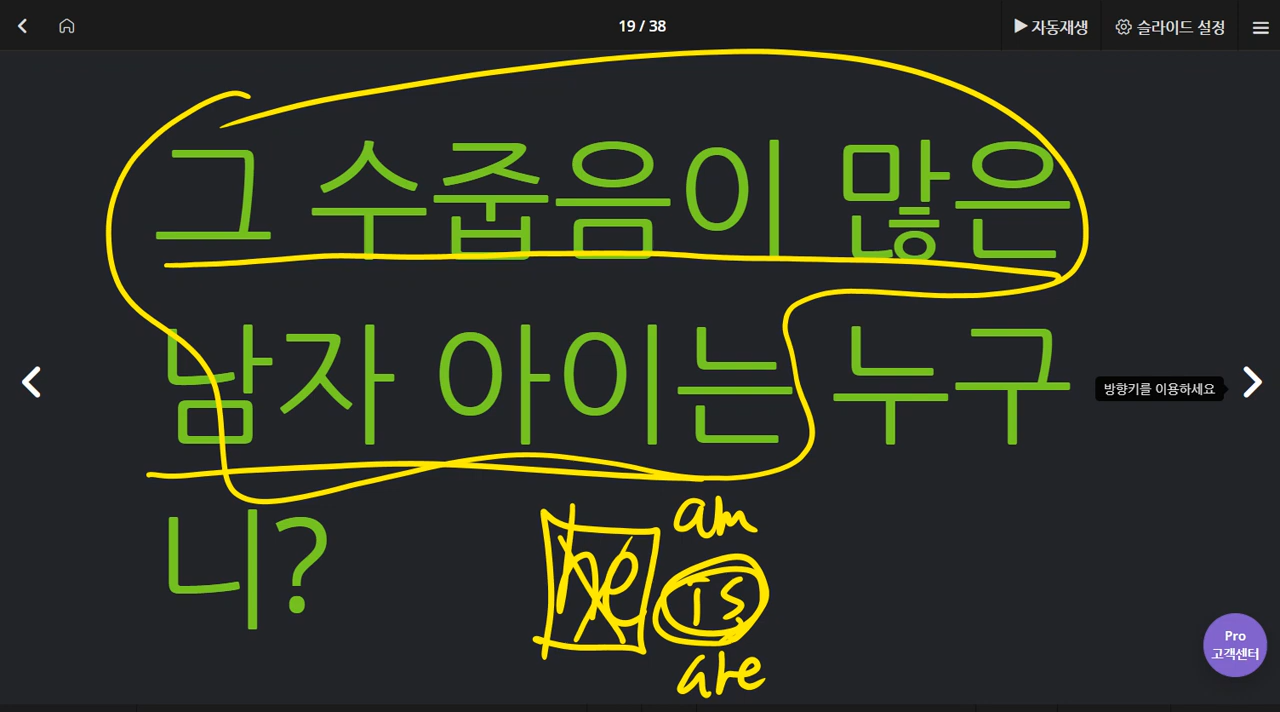 19 / 38
자동재생
슬라이드 설정
그 수줍음이 많은
남자 아이는 누구
방향키를 이용하세요
니?
am
he is
are
Pro
고객센터